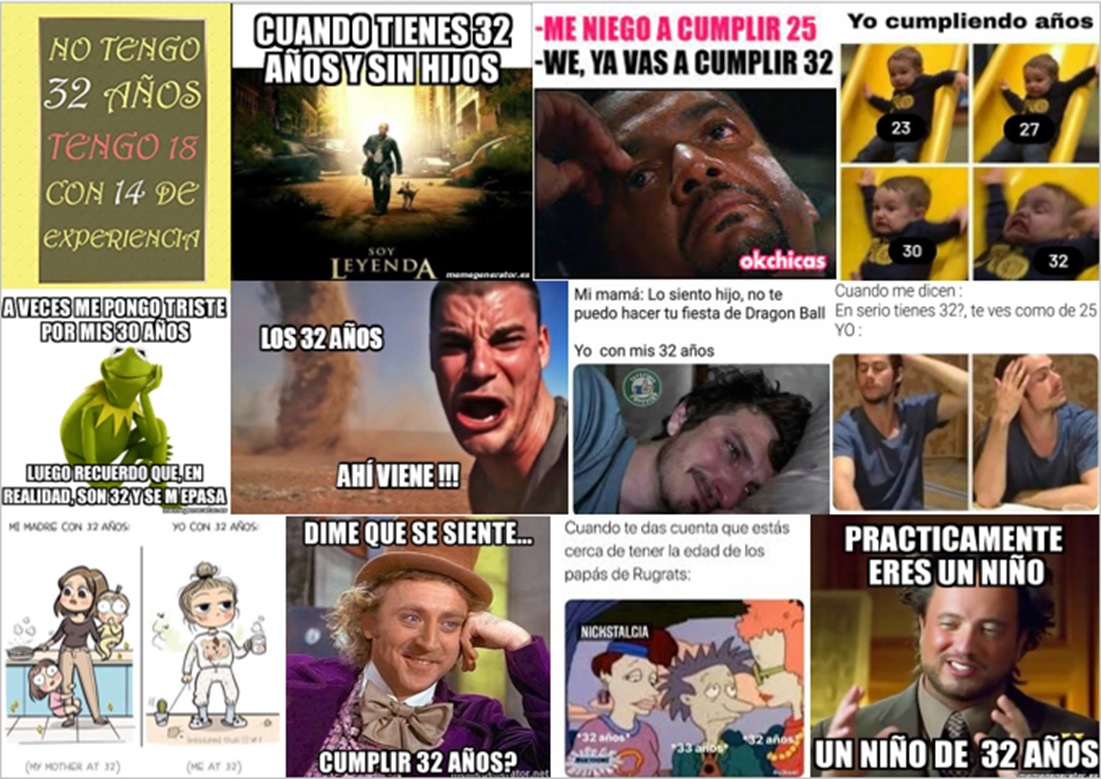 NO TENGO
32 AÑOS
TENGO 18
CON 14 DE
EXPERIENCIA
CUANDO TIENES 32
AÑOS Y SIN HIJOS
SOY
LEYENDA
memegenerator.es
-ME NIEGO A CUMPLIR 25
-WE, YA VAS A CUMPLIR 32
okchicas
Yo cumpliendo años
23
27
30
32
A VECES ME PONGO TRISTE
POR MIS 30 AÑOS
LUEGO RECUERDO QUE, EN
REALIDAD, SON 32 Y SE M EPASA
memegenerator.es
LOS 32 AÑOS
AHÍ VIENE !!!
Mi mamá: Lo siento hijo, no te
puedo hacer tu fiesta de Dragon Ball
Yo con mis 32 años
Cuando me dicen :
En serio tienes 32?, te ves como de 25
YO :
MI MADRE CON 32 AÑOS:
YO CON 32 AÑOS:
(MY MOTHER AT 32)
(ME AT 32)
DIME QUE SE SIENTE...
CUMPLIR 32 AÑOS?
Cuando te das cuenta que estás
cerca de tener la edad de los
papás de Rugrats:
NICKSTALCIA
*32 años*
*33 años*
*32 años*
PRACTICAMENTE
ERES UN NIÑO
UN NIÑO DE 32 AÑOS